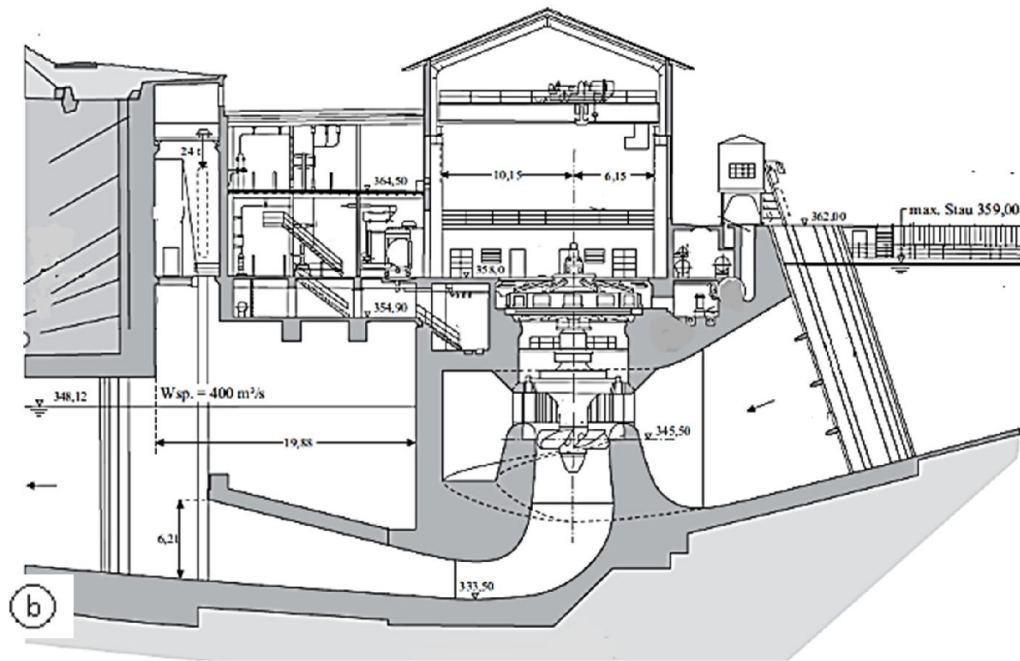 24 t
364,50
10,15
6,15
362,00
max. Stau 359,00
358,0
354,90
348,12
Wsp. = 400 m³/s
345,50
19,88
6,21
333,50
b